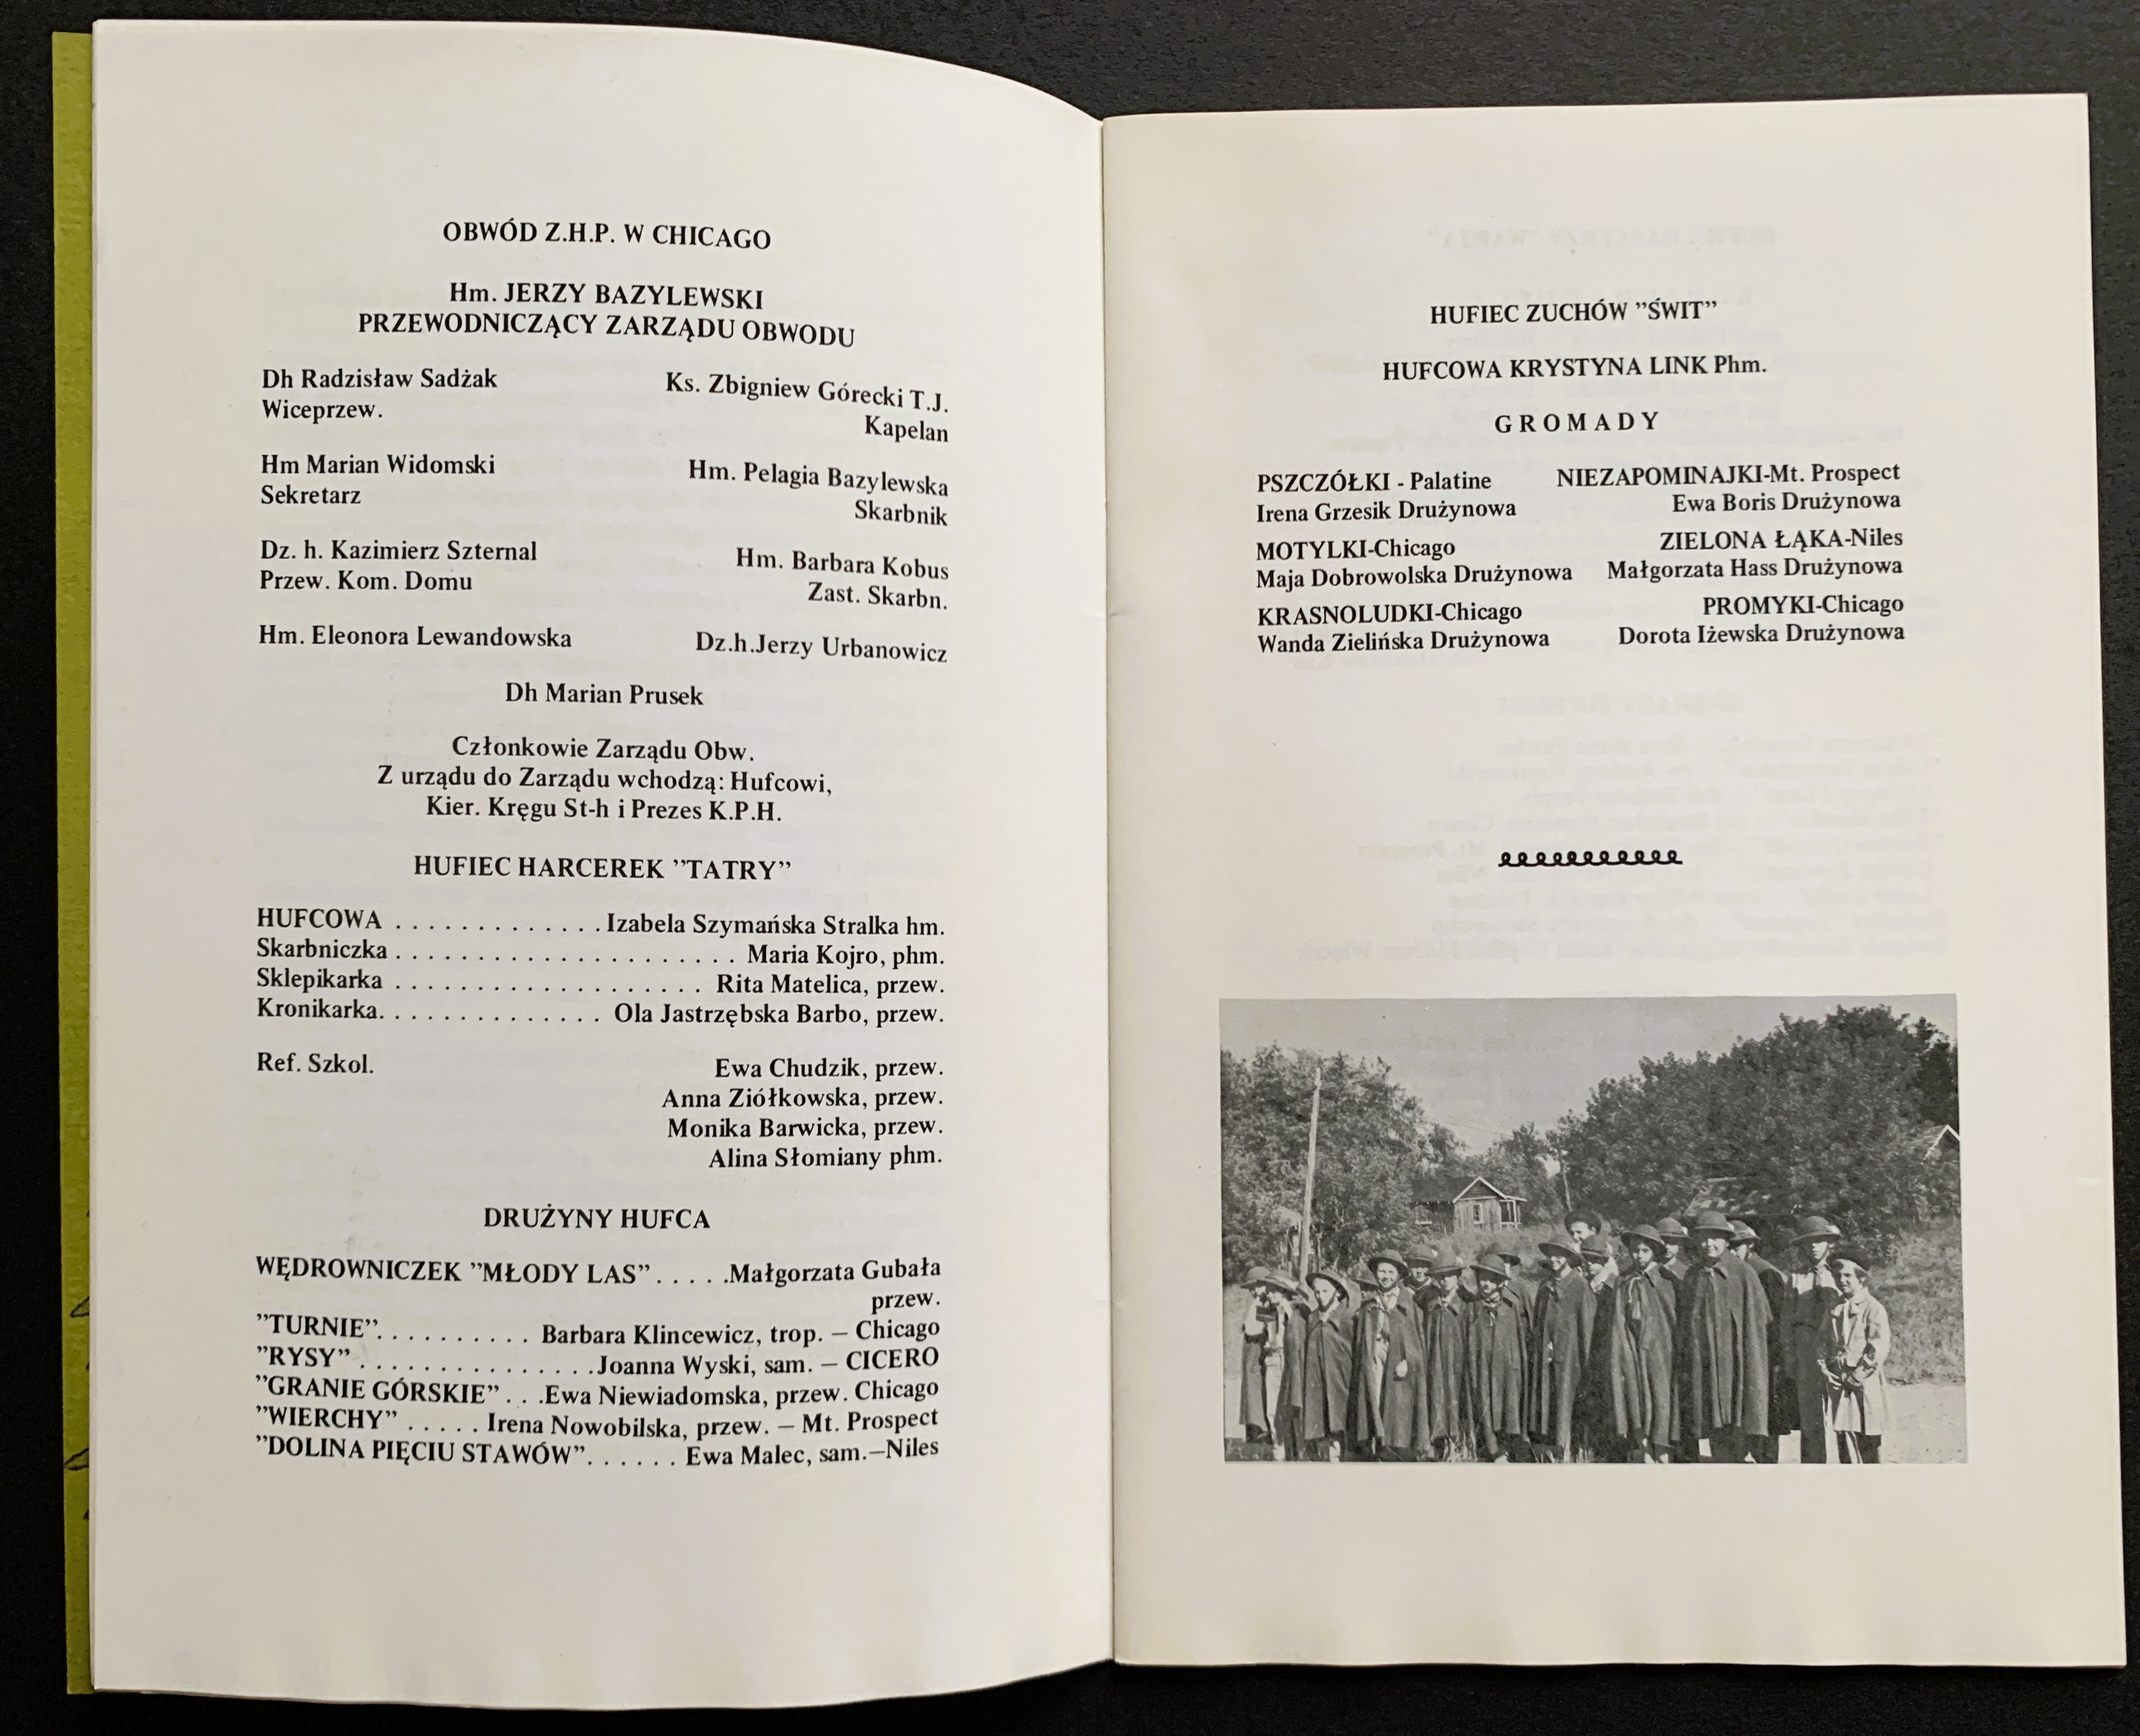 OBWÓD Z.H.P. W CHICAGO
Hm. JERZY BAZYLEWSKI
PRZEWODNICZĄCY ZARZĄDU OBWODU
Dh Radzisław Sadżak
Wiceprzew.
Ks. Zbigniew Górecki T.J.
Kapelan
Hm Marian Widomski
Sekretarz
Hm. Pelagia Bazylewska
Skarbnik
Dz. h. Kazimierz Szternal
Przew. Kom. Domu
Hm. Barbara Kobus
Zast. Skarbn.
Hm. Eleonora Lewandowska
Dz.h.Jerzy Urbanowicz
Dh Marian Prusek
Członkowie Zarządu Obw.
Z urządu do Zarządu wchodzą: Hufcowi,
Kier. Kręgu St-h i Prezes K.P.H.
HUFIEC HARCEREK ”TATRY”
HUFCOWA . . . . . . . . . . . . . Izabela Szymańska Stralka hm.
Skarbniczka . . . . . . . . . . . . . . . . . . . . . . Maria Kojro, phm.
Sklepikarka . . . . . . . . . . . . . . . . . . . . Rita Matelica, przew.
Kronikarka. . . . . . . . . . . . . . . Ola Jastrzębska Barbo, przew.
Ref. Szkol. Ewa Chudzik, przew.
Anna Ziółkowska, przew.
Monika Barwicka, przew.
Alina Słomiany phm.
DRUŻYNY HUFCA
WĘDROWNICZEK ”MŁODY LAS” . . . . .Małgorzata Gubała
przew.
”TURNIE”. . . . . . . . . . Barbara Klincewicz, trop. – Chicago
”RYSY” . . . . . . . . . . . . . . .Joanna Wyski, sam. – CICERO
”GRANIE GÓRSKIE” . . .Ewa Niewiadomska, przew. Chicago
”WIERCHY” . . . . . Irena Nowobilska, przew. – Mt. Prospect
”DOLINA PIĘCIU STAWÓW”. . . . . . Ewa Malec, sam.–Niles
HUFIEC ZUCHÓW ”ŚWIT”
HUFCOWA KRYSTYNA LINK Phm.
G R O M A D Y
PSZCZÓŁKI - Palatine
Irena Grzesik Drużynowa
NIEZAPOMINAJKI-Mt. Prospect
Ewa Boris Drużynowa
MOTYLKI-Chicago
Maja Dobrowolska Drużynowa
ZIELONA ŁĄKA-Niles
Małgorzata Hass Drużynowa
KRASNOLUDKI-Chicago
Wanda Zielińska Drużynowa
PROMYKI-Chicago
Dorota Iżewska Drużynowa